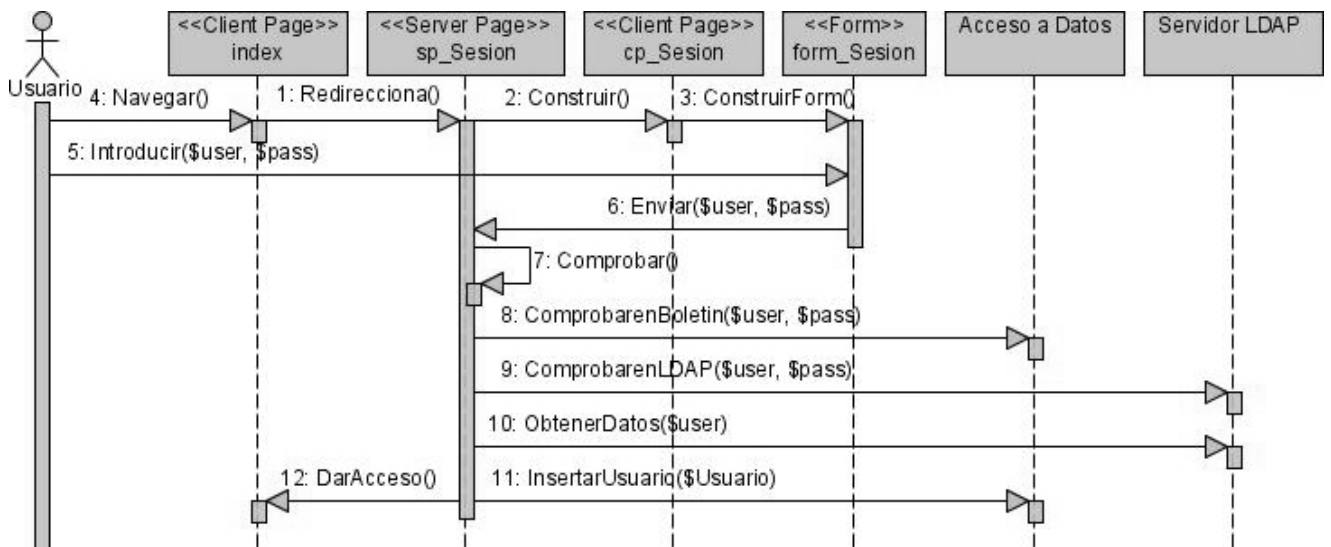 <<Client Page>>
index
<<Server Page>>
sp_Sesion
<<Client Page>>
cp_Sesion
<<Form>>
form_Sesion
Acceso a Datos
Servidor LDAP
Usuario
4: Navegar()
1: Redirecciona()
2: Construir()
3: ConstruirForm()
5: Introducir($user, $pass)
6: Enviar($user, $pass)
7: Comprobar()
8: ComprobarenBoletin($user, $pass)
9: ComprobarenLDAP($user, $pass)
10: ObtenerDatos($user)
12: DarAcceso()
11: InsertarUsuario($Usuario)